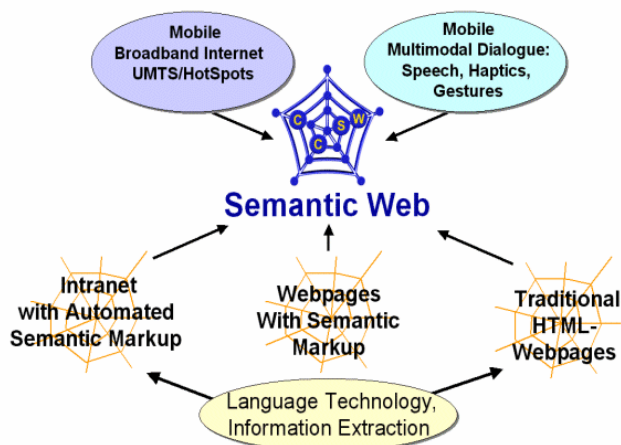 Mobile
Broadband Internet
UMTS/HotSpots
Mobile
Multimodal Dialogue:
Speech, Haptics,
Gestures
C
S
W
C
Semantic Web
Intranet
with Automated
Semantic Markup
Webpages
With Semantic
Markup
Traditional
HTML-
Webpages
Language Technology,
Information Extraction